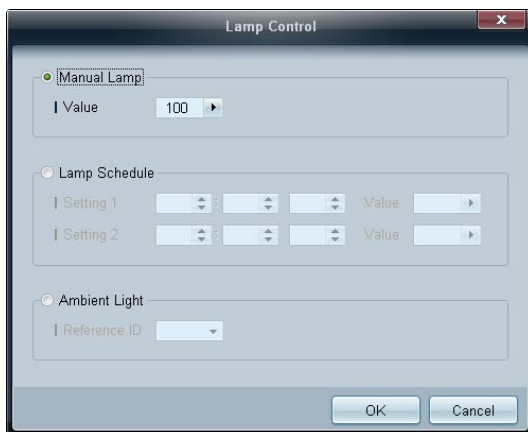 Lamp Control
x
Manual Lamp
Value 100
Lamp Schedule
Setting 1 : Value
Setting 2 : Value
Ambient Light
Reference ID
OK Cancel